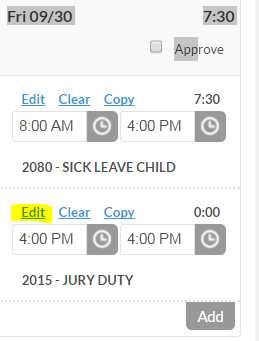 Fri 09/30 7:30
Approve
Edit Clear Copy 7:30
8:00 AM 4:00 PM
2080 - SICK LEAVE CHILD
Edit Clear Copy 0:00
4:00 PM 4:00 PM
2015 - JURY DUTY
Add